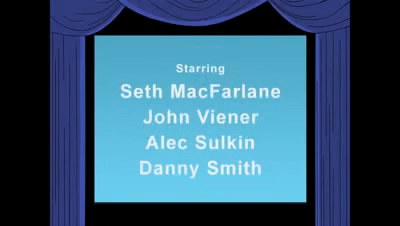 Starring
Seth MacFarlane
John Viener
Alec Sulkin
Danny Smith